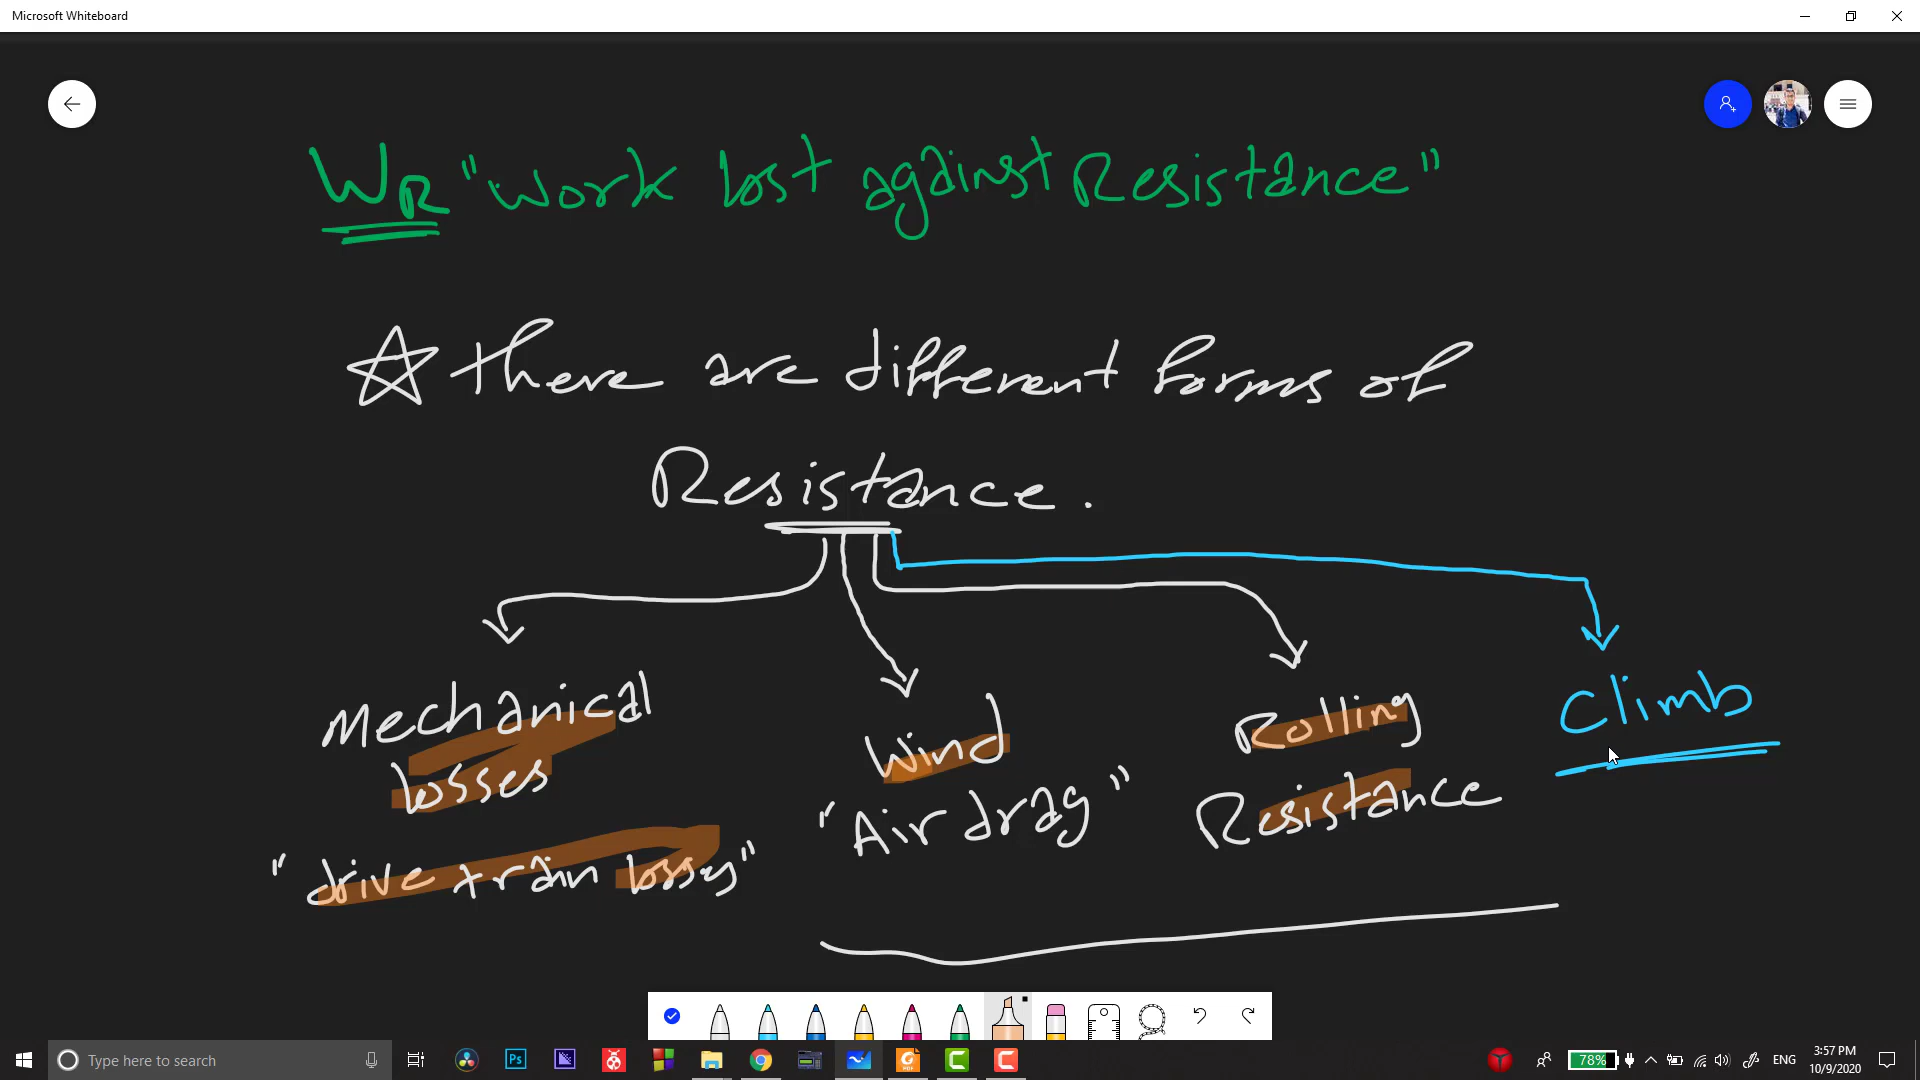 Microsoft Whiteboard
WR "Work lost against Resistance"
There are different forms of
Resistance.
Mechanical
losses
"drive train losses"
Wind
"Air drag"
Rolling
Resistance
Climb
Type here to search
Ps
78%
ENG
3:57 PM
10/9/2020